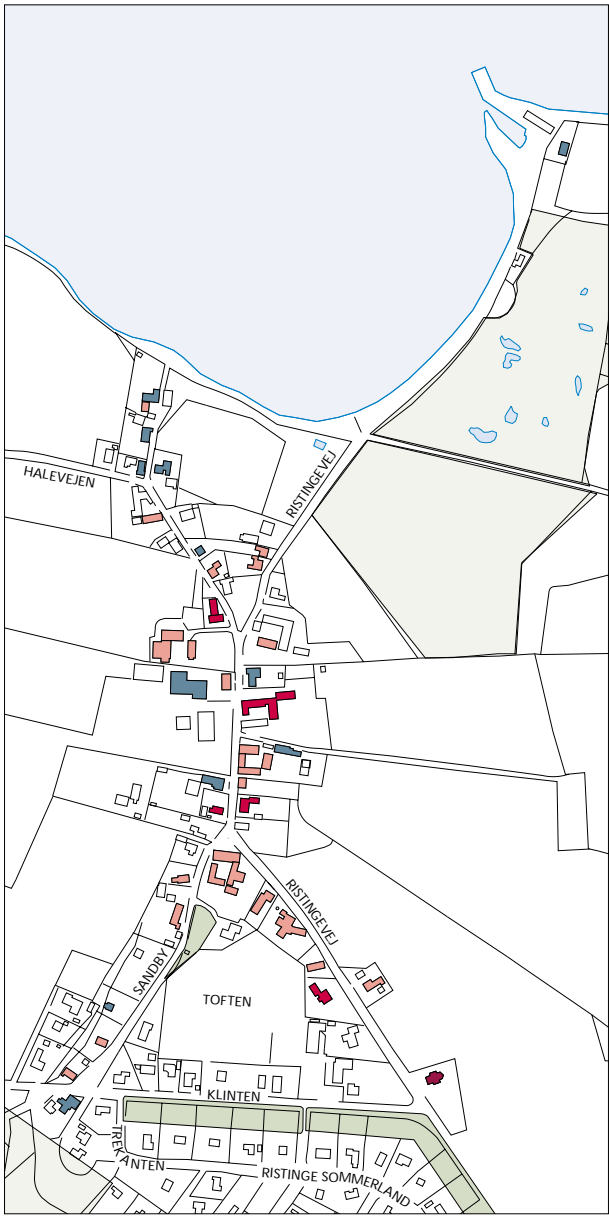 HALEVEJEN
RISTINGEVEJ
RISTINGEVEJ
SANDBY
TOFTEN
KLINTEN
TREKANTEN
RISTINGE SOMMERLAND